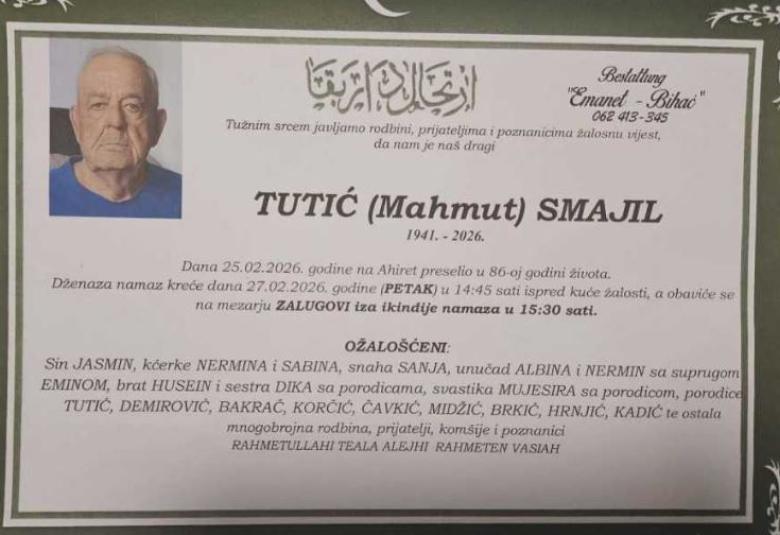 ارتحال دار بقا
Bestattung
"Emanet - Bihać"
062 413-345
Tužnim srcem javljamo rodbini, prijateljima i poznanicima žalosnu vijest,
da nam je naš dragi
TUTIĆ (Mahmut) SMAJIL
1941. - 2026.
Dana 25.02.2026. godine na Ahiret preselio u 86-oj godini života.
Dženaza namaz kreće dana 27.02.2026. godine (PETAK) u 14:45 sati ispred kuće žalosti, a obaviće se
na mezarju ZALUGOVI iza ikindije namaza u 15:30 sati.
OŽALOŠĆENI:
Sin JASMIN, kćerke NERMINA i SABINA, snaha SANJA, unučad ALBINA i NERMIN sa suprugom
EMINOM, brat HUSEIN i sestra DIKA sa porodicama, svastika MUJESIRA sa porodicom, porodice
TUTIĆ, DEMIROVIĆ, BAKRAČ, KORČIĆ, ČAVKIĆ, MIDŽIĆ, BRKIĆ, HRNJIĆ, KADIĆ te ostala
mnogobrojna rodbina, prijatelji, komšije i poznanici
RAHMETULLAHI TEALA ALEJHI RAHMETEN VASIAH